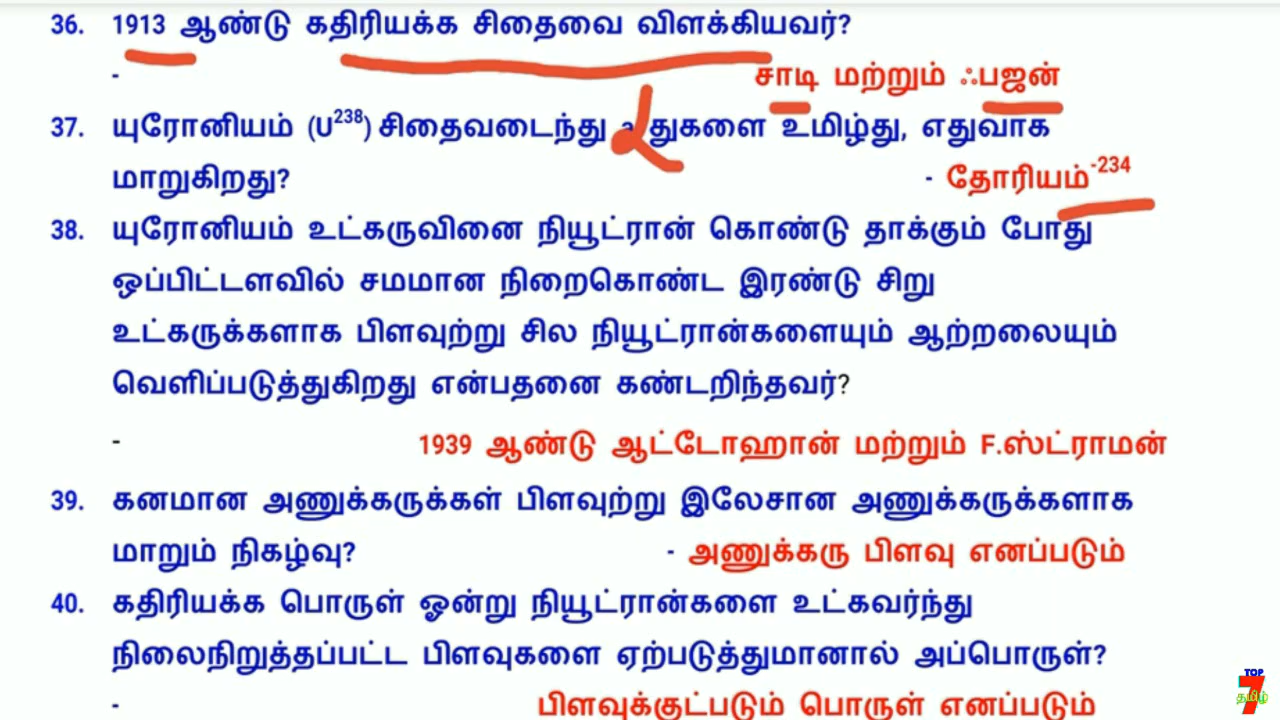 36. 1913 ஆண்டு கதிரியக்க சிதைவை விளக்கியவர்?
- சாடி மற்றும் ஃபஜன்
37. யுரோனியம் (U²³⁸) சிதைவடைந்து துகளை உமிழ்து, எதுவாக
மாறுகிறது? - தோரியம்⁻²³⁴
38. யுரோனியம் உட்கருவினை நியூட்ரான் கொண்டு தாக்கும் போது
ஒப்பிட்டளவில் சமமான நிறைகொண்ட இரண்டு சிறு
உட்கருக்களாக பிளவுற்று சில நியூட்ரான்களையும் ஆற்றலையும்
வெளிப்படுத்துகிறது என்பதனை கண்டறிந்தவர்?
- 1939 ஆண்டு ஆட்டோஹான் மற்றும் F.ஸ்ட்ராமன்
39. கனமான அணுக்கருக்கள் பிளவுற்று இலேசான அணுக்கருக்களாக
மாறும் நிகழ்வு? - அணுக்கரு பிளவு எனப்படும்
40. கதிரியக்க பொருள் ஓன்று நியூட்ரான்களை உட்கவர்ந்து
நிலைநிறுத்தப்பட்ட பிளவுகளை ஏற்படுத்துமானால் அப்பொருள்?
- பிளவுக்குட்படும் பொருள் எனப்படும்
TOP
7
தமிழ்